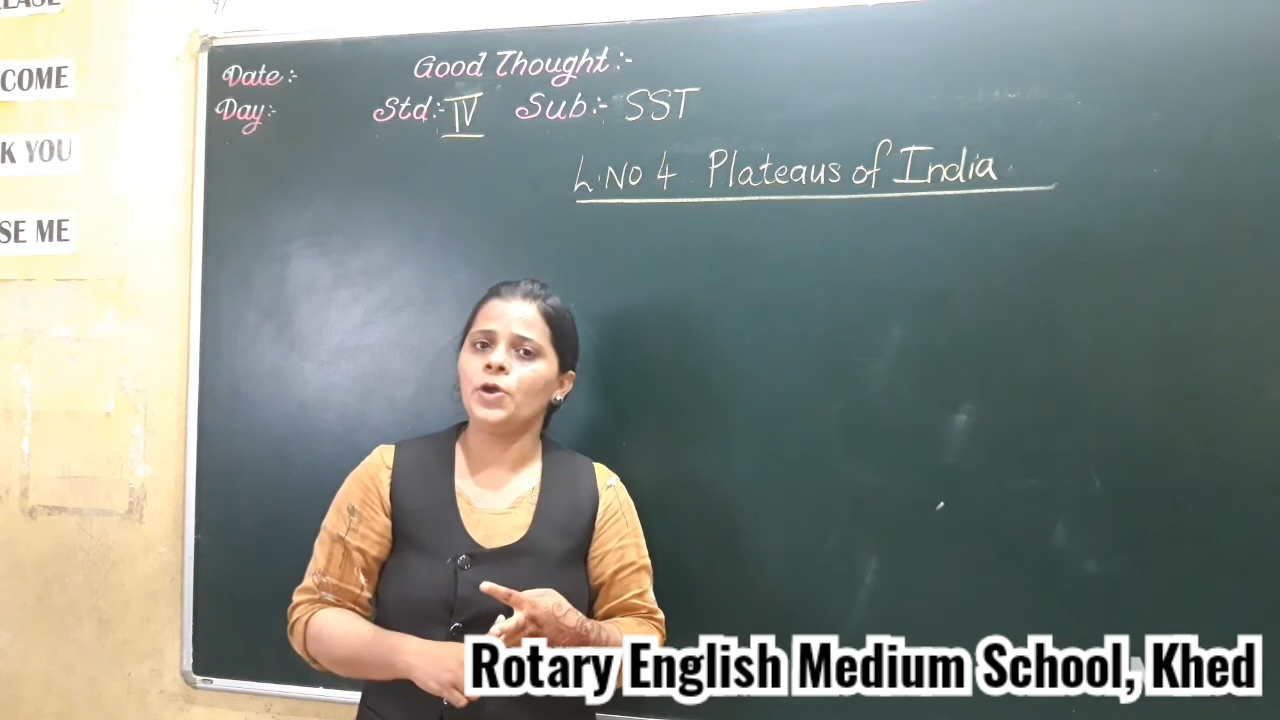 COME
K YOU
SE ME
Date:- Good Thought:-
Day:- Std:- IV Sub:- SST
L.NO 4 Plateaus of India
Rotary English Medium School, Khed